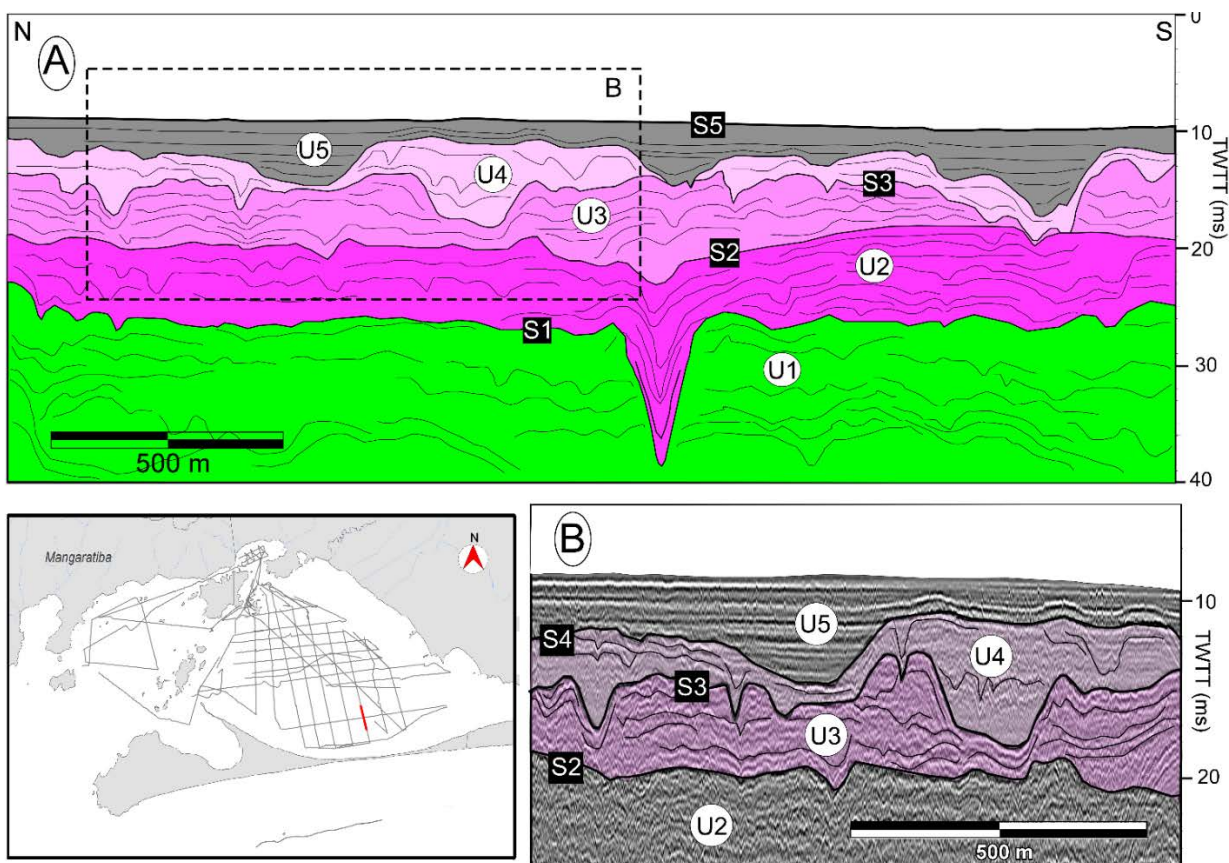 N
S
A
B
0
S5
10
U5
U4
S3
U3
TWTT (ms)
20
S2
U2
S1
30
U1
500 m
40
Mangaratiba
N
B
10
U5
S4
U4
S3
TWTT (ms)
U3
S2
20
U2
500 m